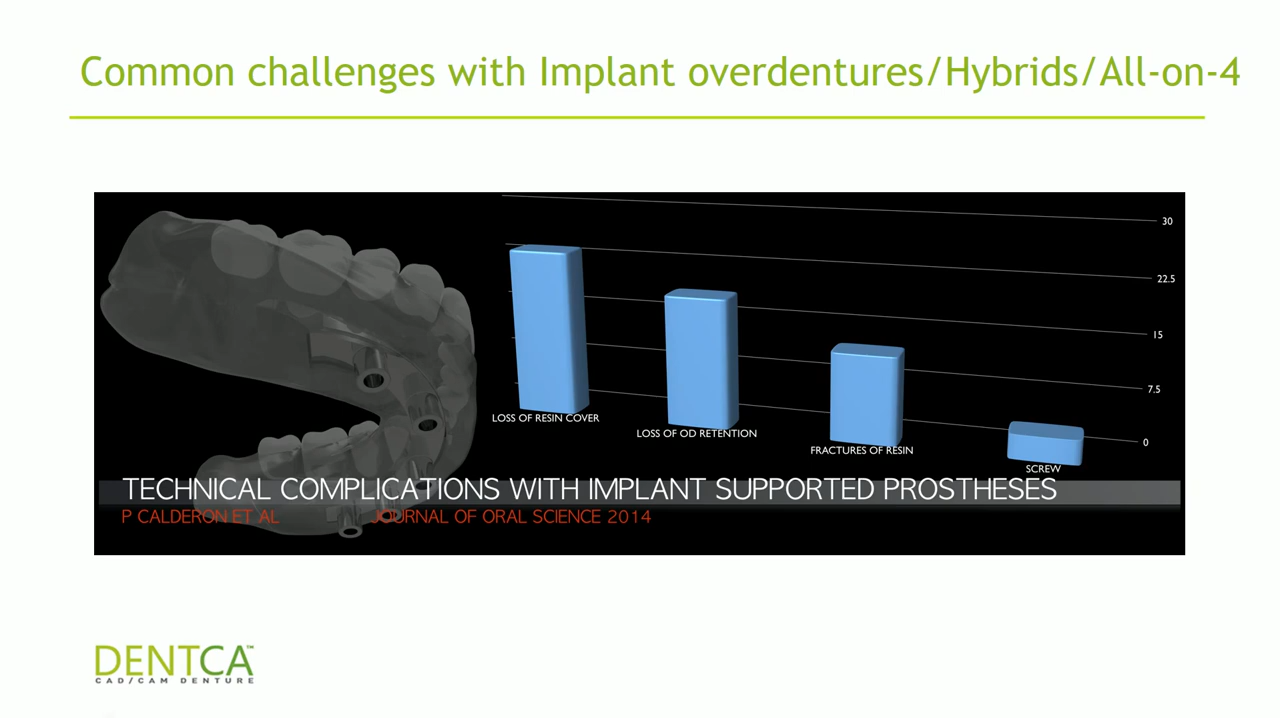 Common challenges with Implant overdentures/Hybrids/All-on-4
30
22.5
15
7.5
0
LOSS OF RESIN COVER
LOSS OF OD RETENTION
FRACTURES OF RESIN
SCREW
TECHNICAL COMPLICATIONS WITH IMPLANT SUPPORTED PROSTHESES
P CALDERON ET AL JOURNAL OF ORAL SCIENCE 2014
DENTCA™
CAD/CAM DENTURE